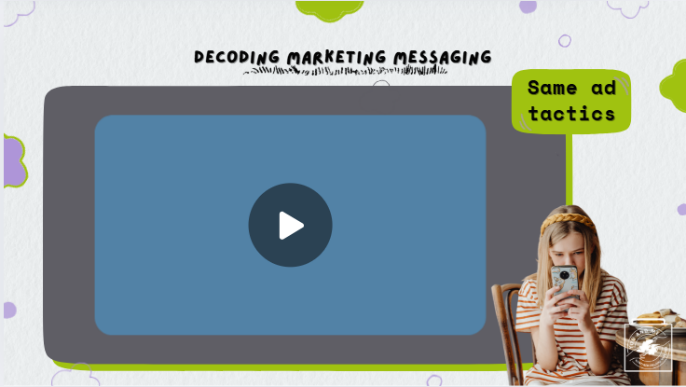 DECODING MARKETING MESSAGING
Same ad
tactics